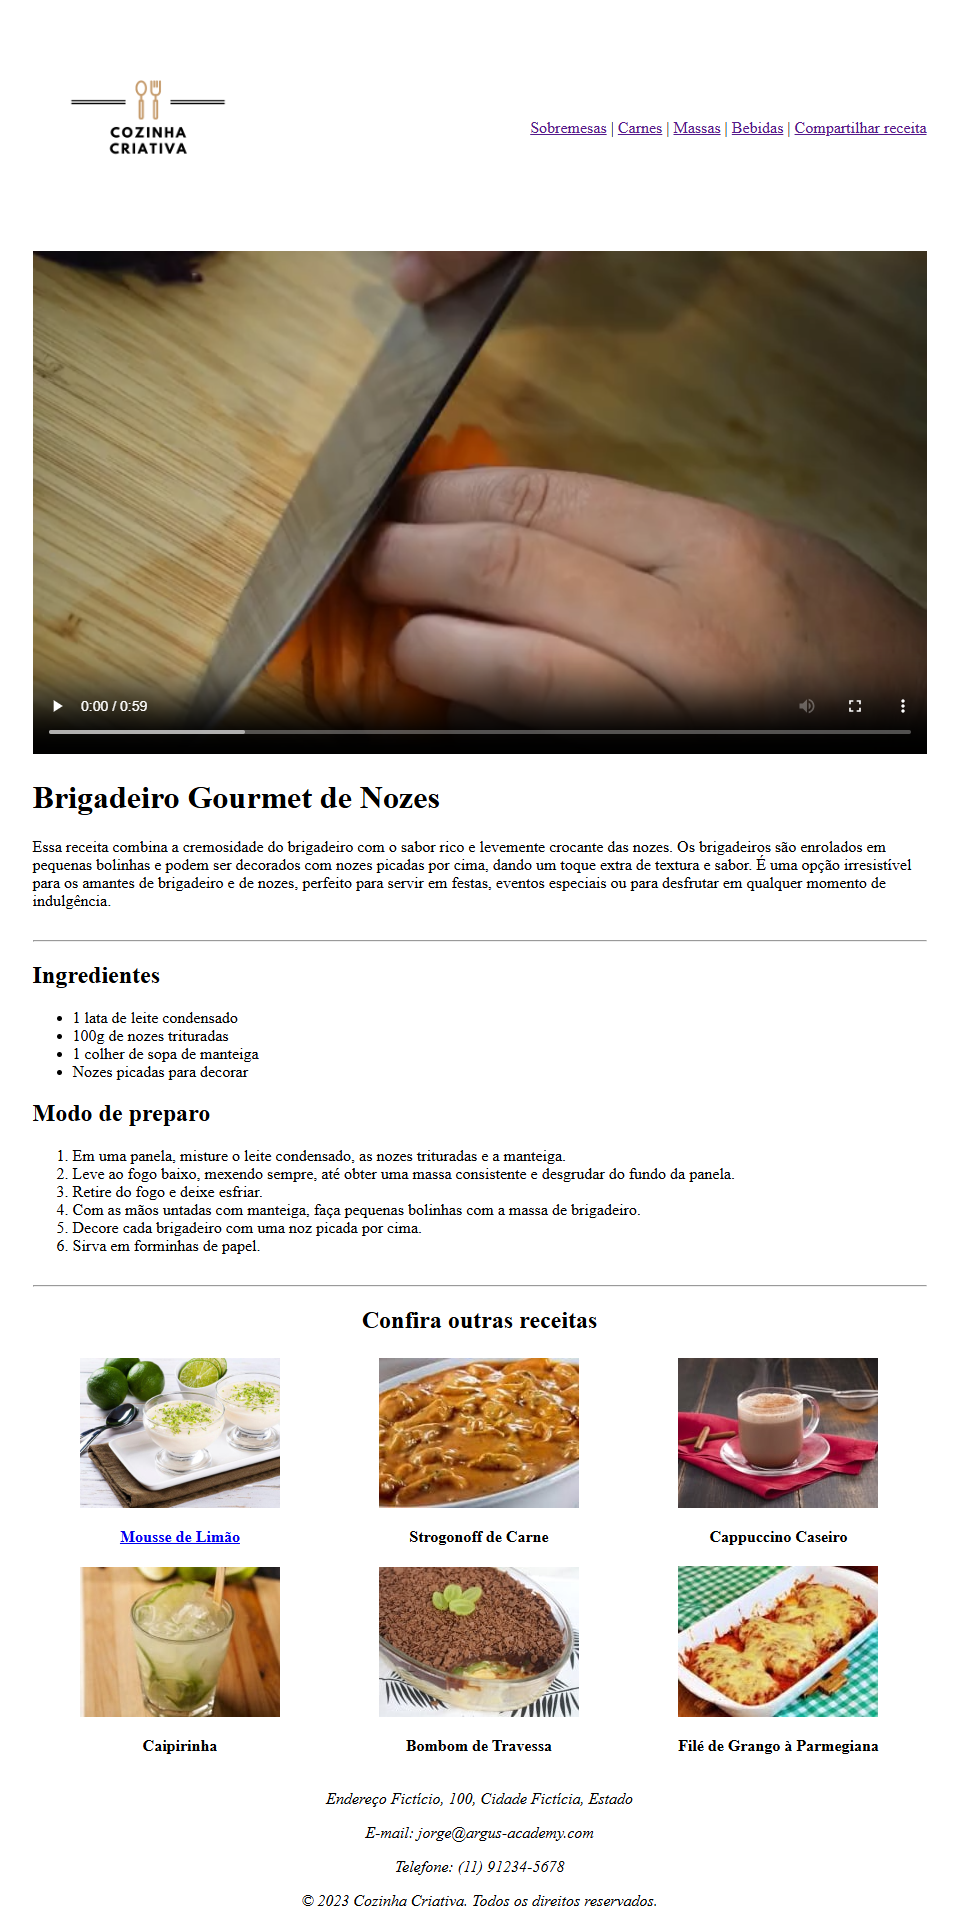 COZINHA
CRIATIVA
Sobremesas | Carnes | Massas | Bebidas | Compartilhar receita
0:00 / 0:59
Brigadeiro Gourmet de Nozes
Essa receita combina a cremosidade do brigadeiro com o sabor rico e levemente crocante das nozes. Os brigadeiros são enrolados em
pequenas bolinhas e podem ser decorados com nozes picadas por cima, dando um toque extra de textura e sabor. É uma opção irresistível
para os amantes de brigadeiro e de nozes, perfeito para servir em festas, eventos especiais ou para desfrutar em qualquer momento de
indulgência.
Ingredientes
• 1 lata de leite condensado
• 100g de nozes trituradas
• 1 colher de sopa de manteiga
• Nozes picadas para decorar
Modo de preparo
1. Em uma panela, misture o leite condensado, as nozes trituradas e a manteiga.
2. Leve ao fogo baixo, mexendo sempre, até obter uma massa consistente e desgrudar do fundo da panela.
3. Retire do fogo e deixe esfriar.
4. Com as mãos untadas com manteiga, faça pequenas bolinhas com a massa de brigadeiro.
5. Decore cada brigadeiro com uma noz picada por cima.
6. Sirva em forminhas de papel.
Confira outras receitas
Mousse de Limão
Strogonoff de Carne
Cappuccino Caseiro
Caipirinha
Bombom de Travessa
Filé de Grango à Parmegiana
Endereço Fictício, 100, Cidade Fictícia, Estado
E-mail: jorge@argus-academy.com
Telefone: (11) 91234-5678
© 2023 Cozinha Criativa. Todos os direitos reservados.